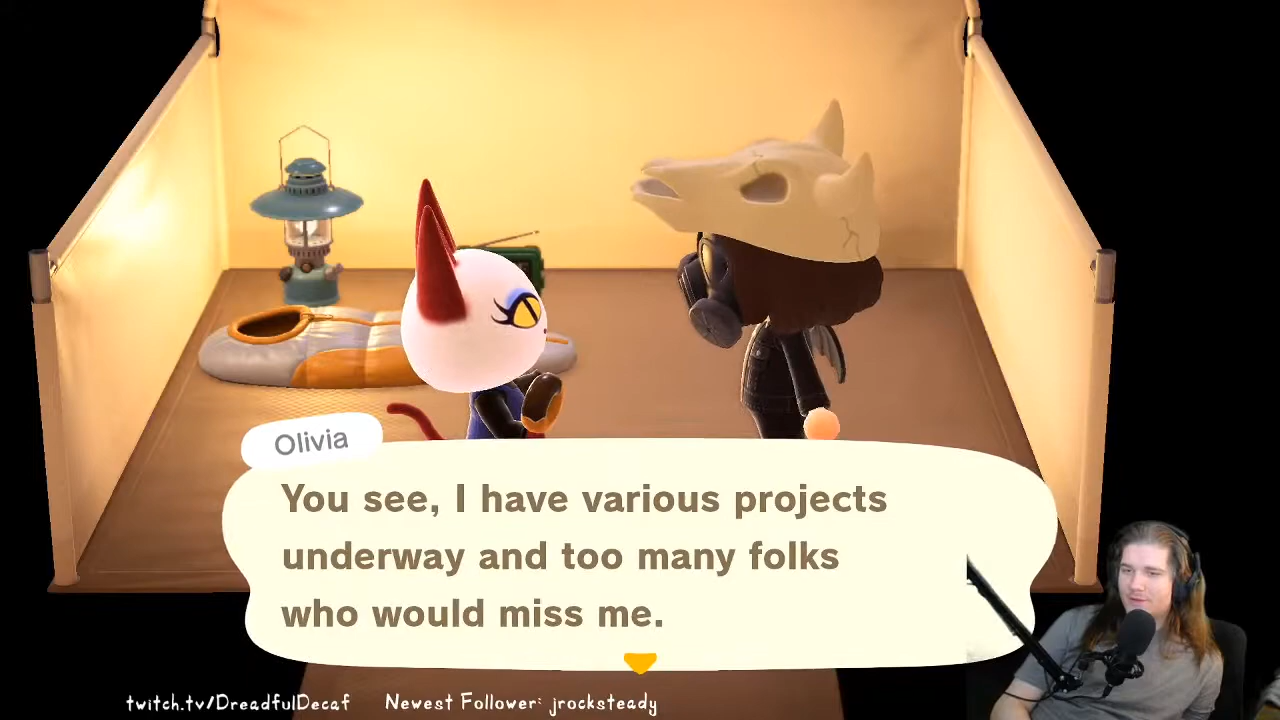 Olivia
You see, I have various projects
underway and too many folks
who would miss me.
twitch.tv/DreadfulDecaf Newest Follower: jrocksteady